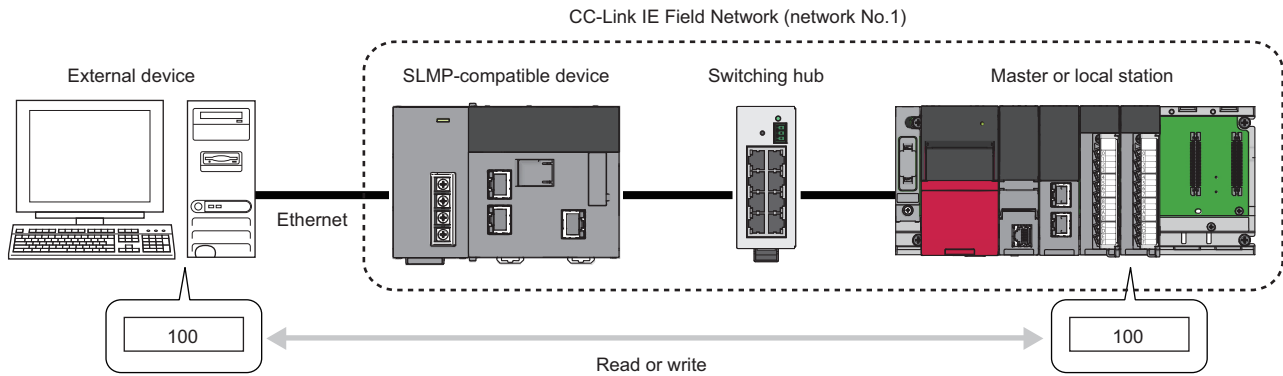 CC-Link IE Field Network (network No.1)
External device
SLMP-compatible device
Switching hub
Master or local station
Ethernet
100
100
Read or write